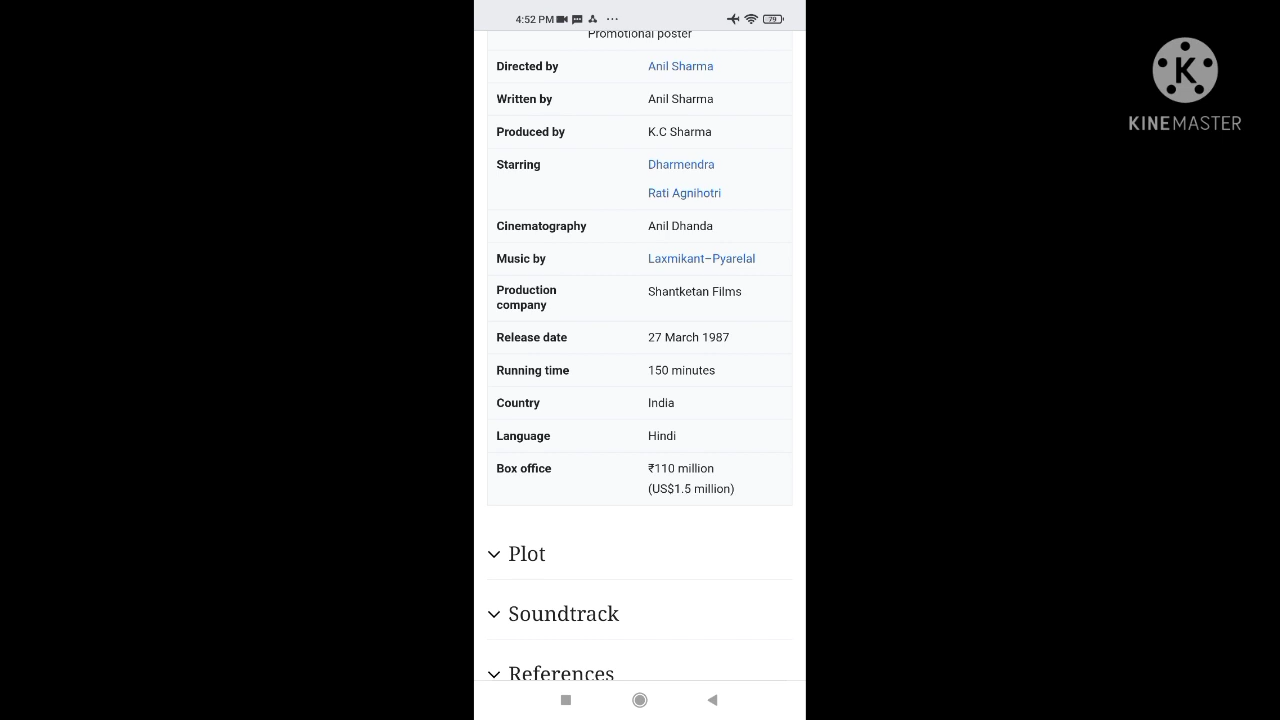 4:52 PM
79
Promotional poster
Directed by Anil Sharma
Written by Anil Sharma
Produced by K.C Sharma
Starring Dharmendra
Rati Agnihotri
Cinematography Anil Dhanda
Music by Laxmikant–Pyarelal
Production company Shantketan Films
Release date 27 March 1987
Running time 150 minutes
Country India
Language Hindi
Box office ₹110 million
(US$1.5 million)
Plot
Soundtrack
References
K
KINEMASTER